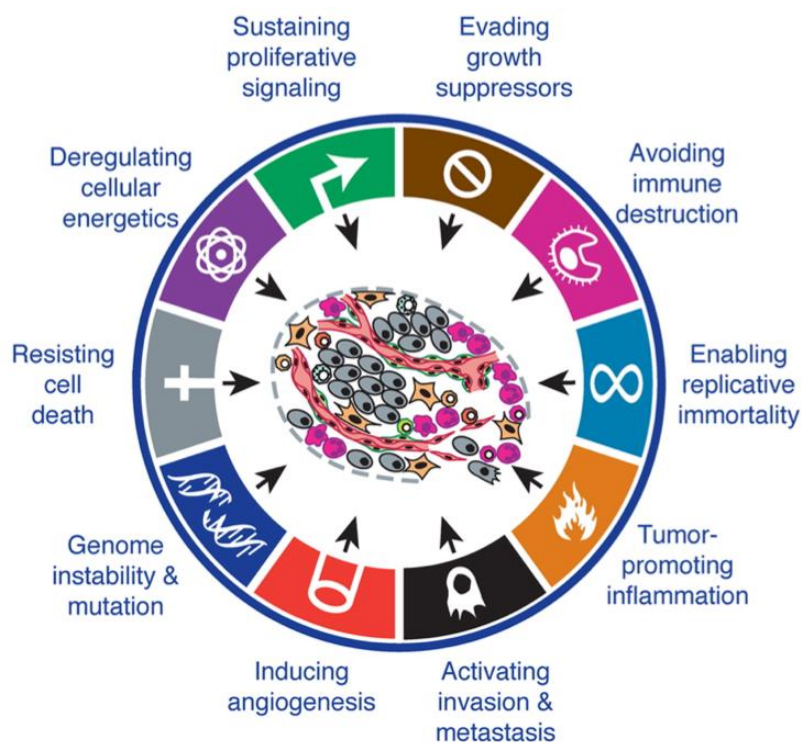 Sustaining
proliferative
signaling
Evading
growth
suppressors
Avoiding
immune
destruction
Enabling
replicative
immortality
Tumor-
promoting
inflammation
Activating
invasion &
metastasis
Inducing
angiogenesis
Genome
instability &
mutation
Resisting
cell
death
Deregulating
cellular
energetics